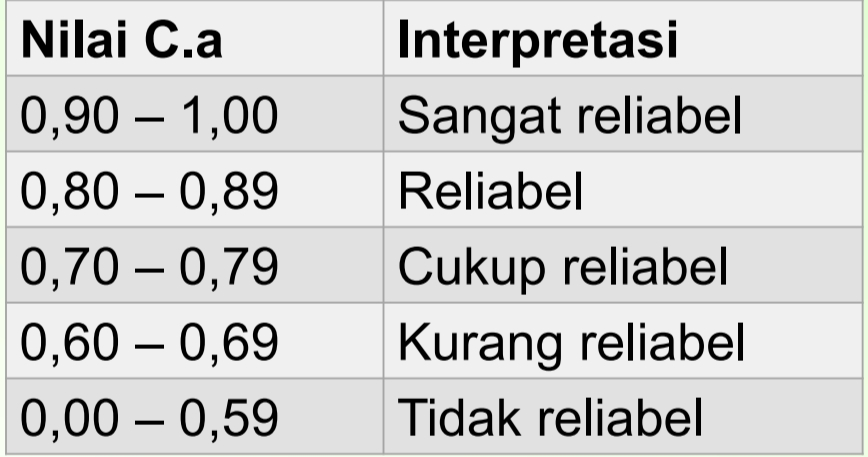 Nilai C.a Interpretasi
0,90 – 1,00 Sangat reliabel
0,80 – 0,89 Reliabel
0,70 – 0,79 Cukup reliabel
0,60 – 0,69 Kurang reliabel
0,00 – 0,59 Tidak reliabel